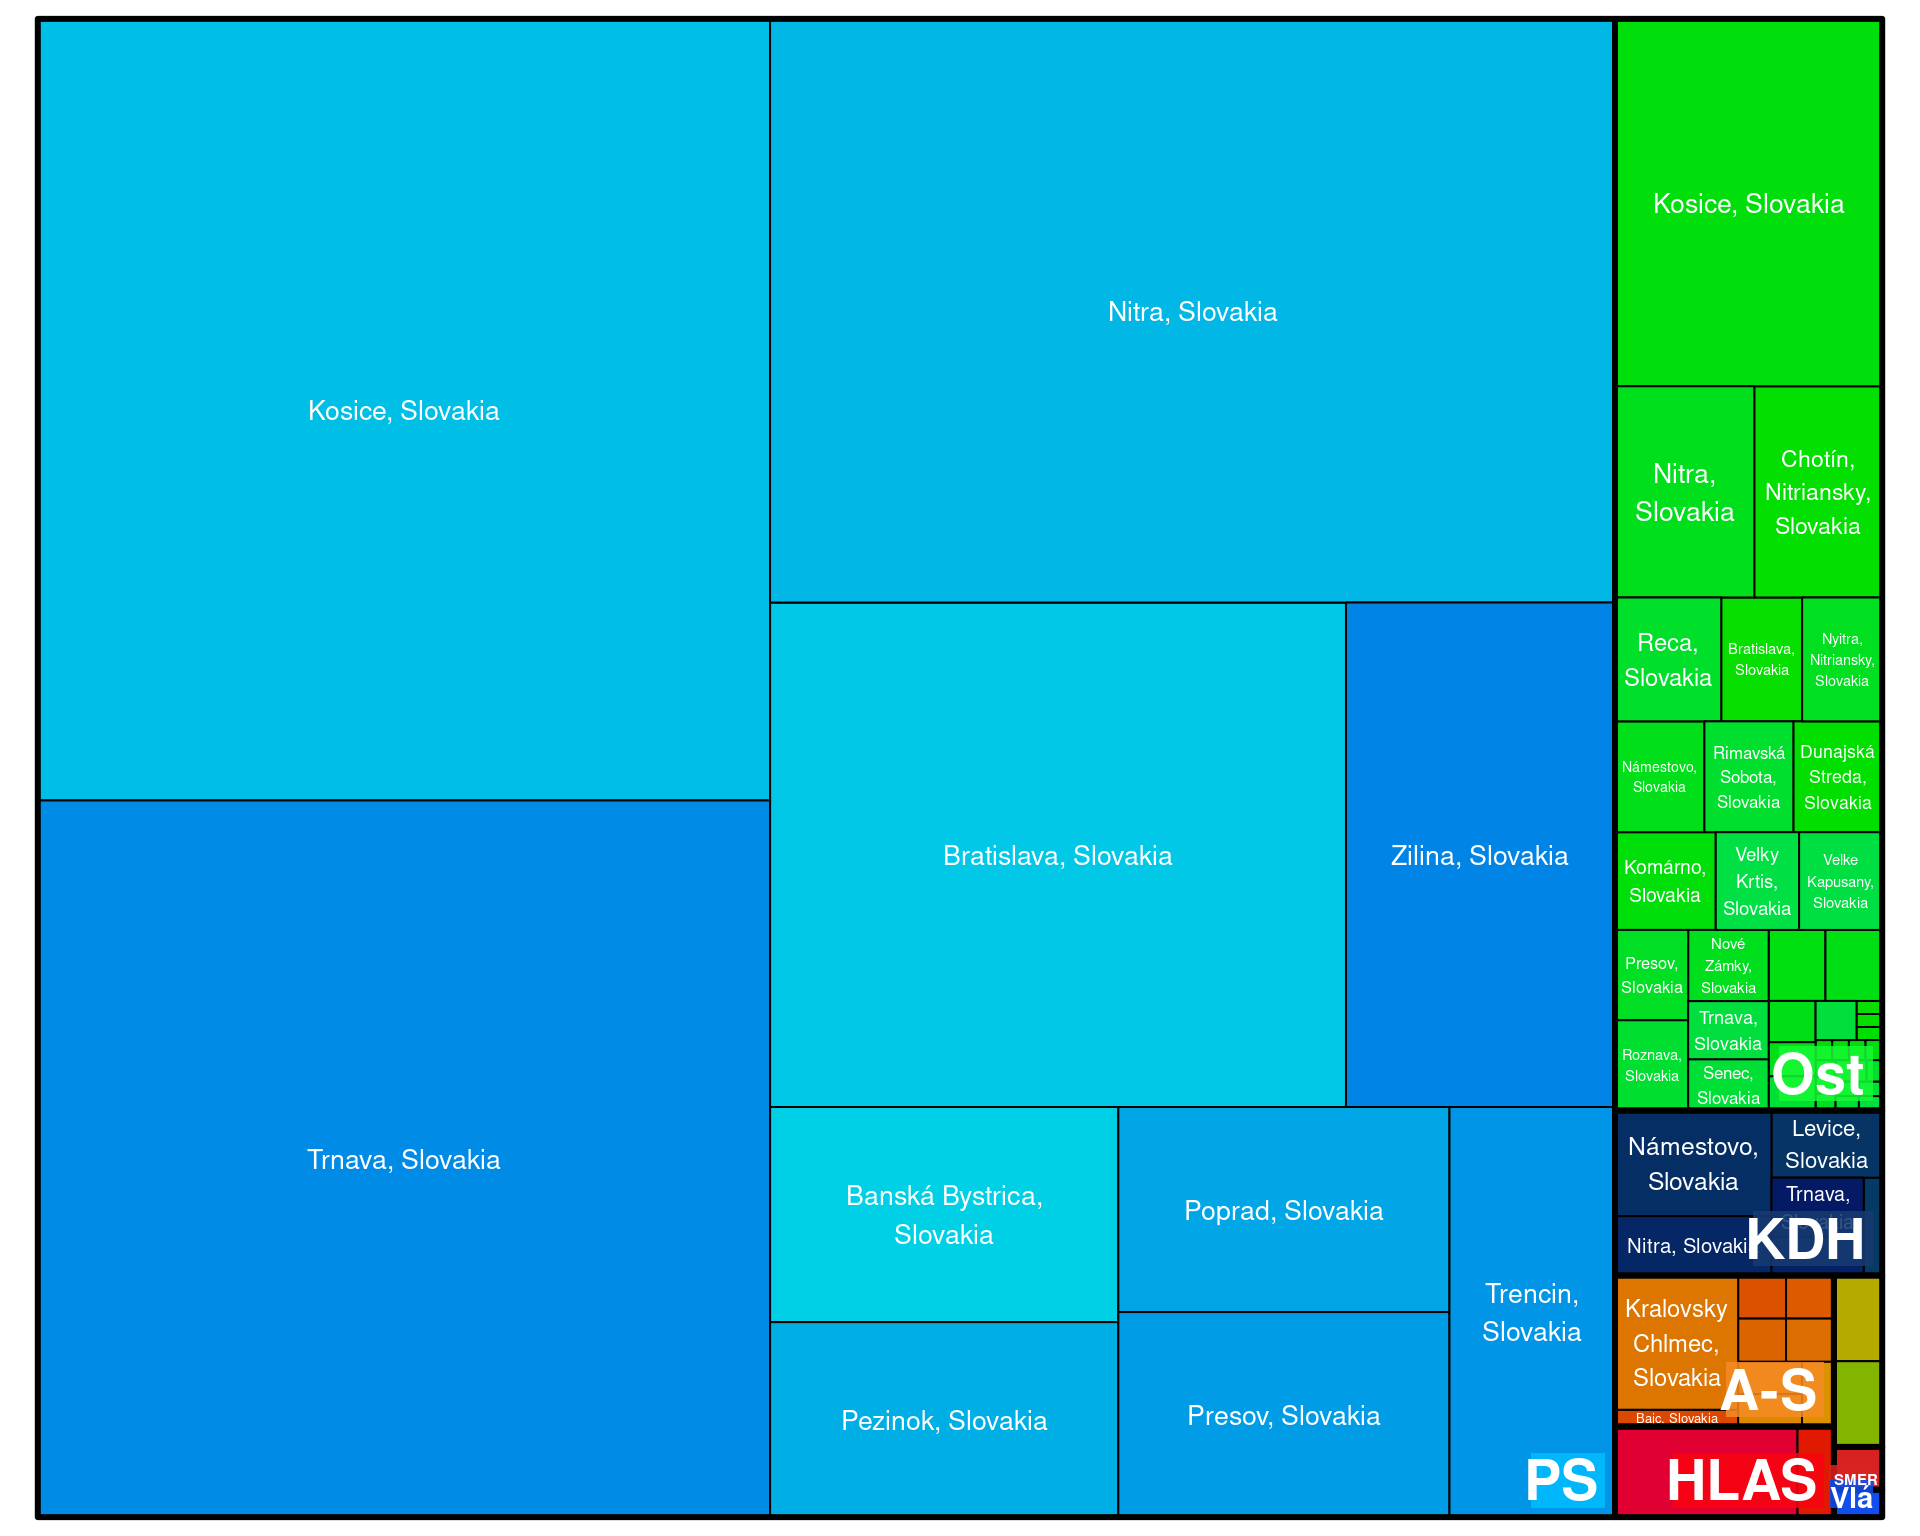 Kosice, Slovakia
Trnava, Slovakia
Nitra, Slovakia
Bratislava, Slovakia
Zilina, Slovakia
Banská Bystrica,
Slovakia
Pezinok, Slovakia
Poprad, Slovakia
Presov, Slovakia
Trencin,
Slovakia
PS
Kosice, Slovakia
Nitra,
Slovakia
Chotín,
Nitriansky,
Slovakia
Reca,
Slovakia
Bratislava,
Slovakia
Nyitra,
Nitriansky,
Slovakia
Námestovo,
Slovakia
Rimavská
Sobota,
Slovakia
Dunajská
Streda,
Slovakia
Komárno,
Slovakia
Velky
Krtis,
Slovakia
Velke
Kapusany,
Slovakia
Presov,
Slovakia
Roznava,
Slovakia
Nové
Zámky,
Slovakia
Trnava,
Slovakia
Senec,
Slovakia
Ost
Námestovo,
Slovakia
Nitra, Slovaki
Levice,
Slovakia
Trnava,
KDH
Kralovsky
Chlmec,
Slovakia
Bajc, Slovakia
A-S
HLAS
SMER
Vlá